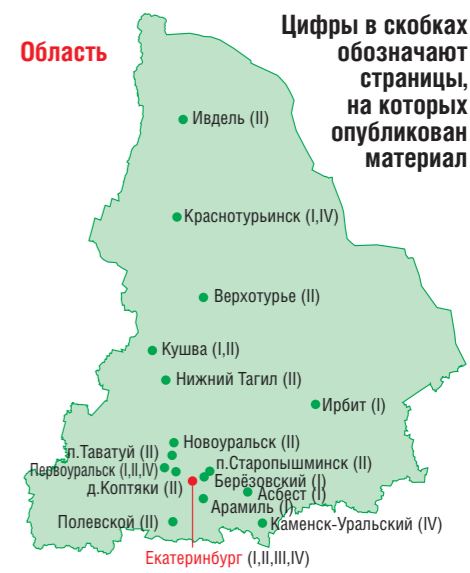 Область
Цифры в скобках
обозначают
страницы,
на которых
опубликован
материал
Ивдель (II)
Краснотурьинск (I,IV)
Верхотурье (II)
Кушва (I,II)
Нижний Тагил (II)
Ирбит (I)
Новоуральск (II)
п.Таватуй (II)
Первоуральск (I,II,IV)
п.Старопышминск (II)
д.Коптяки (II)
Берёзовский (I)
Асбест (I)
Арамиль (I)
Полевской (II)
Каменск-Уральский (IV)
Екатеринбург (I,II,III,IV)